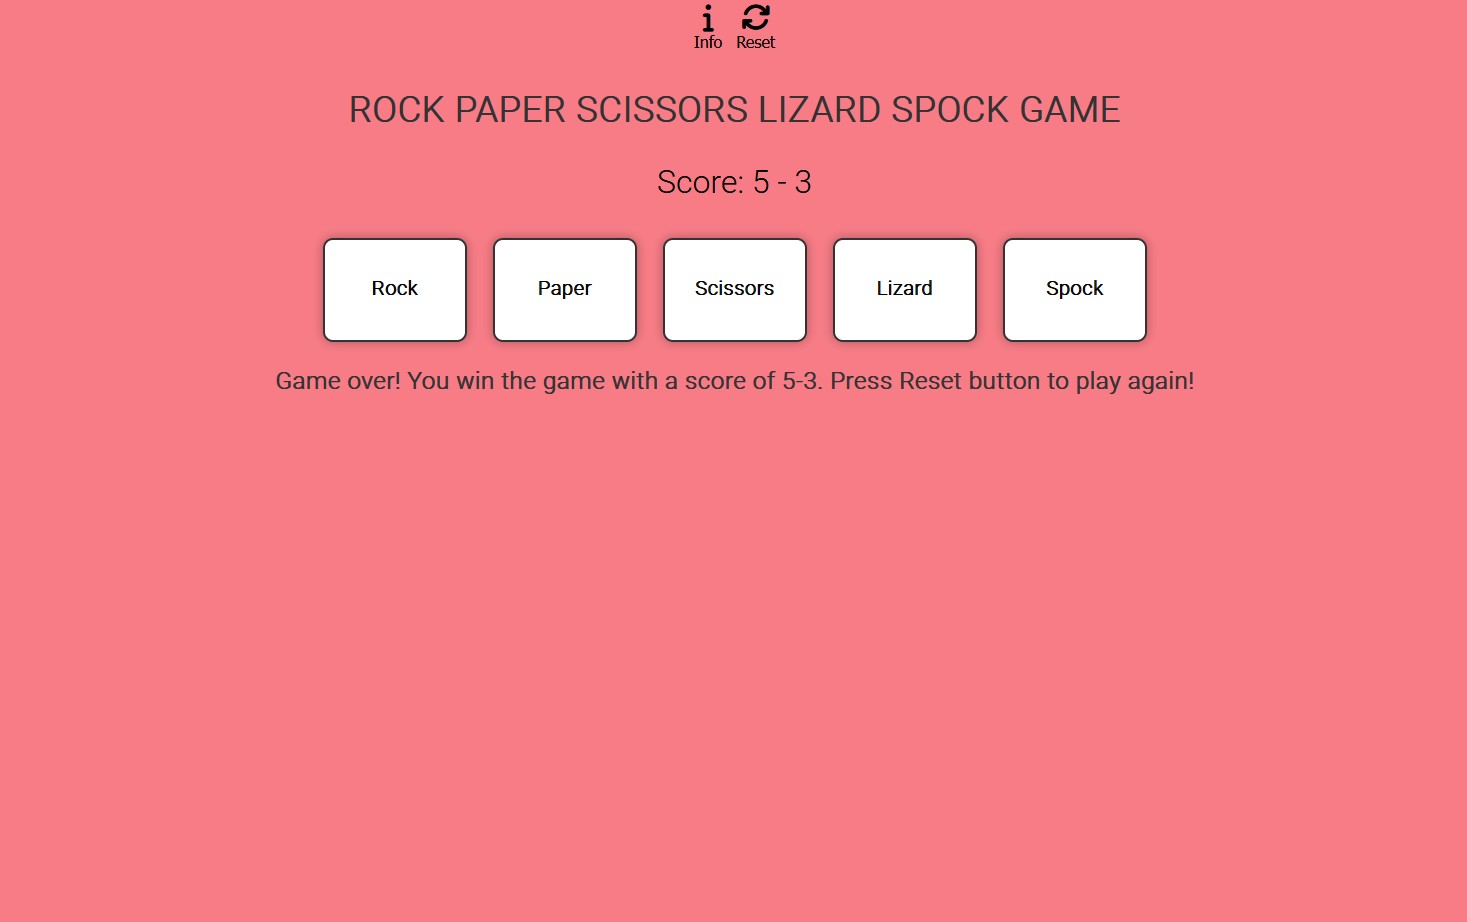 Info Reset
ROCK PAPER SCISSORS LIZARD SPOCK GAME
Score: 5 - 3
Rock Paper Scissors Lizard Spock
Game over! You win the game with a score of 5-3. Press Reset button to play again!